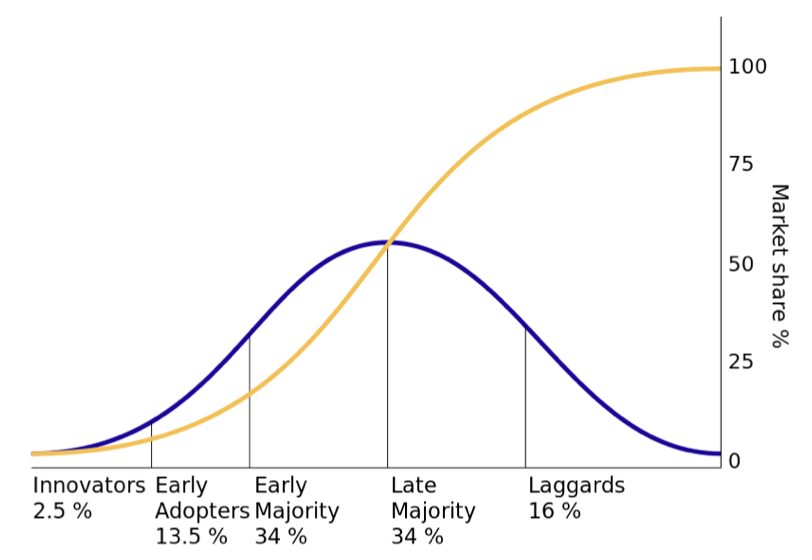 100
75
50
25
0
Market share %
Innovators
2.5 %
Early
Adopters
13.5 %
Early
Majority
34 %
Late
Majority
34 %
Laggards
16 %